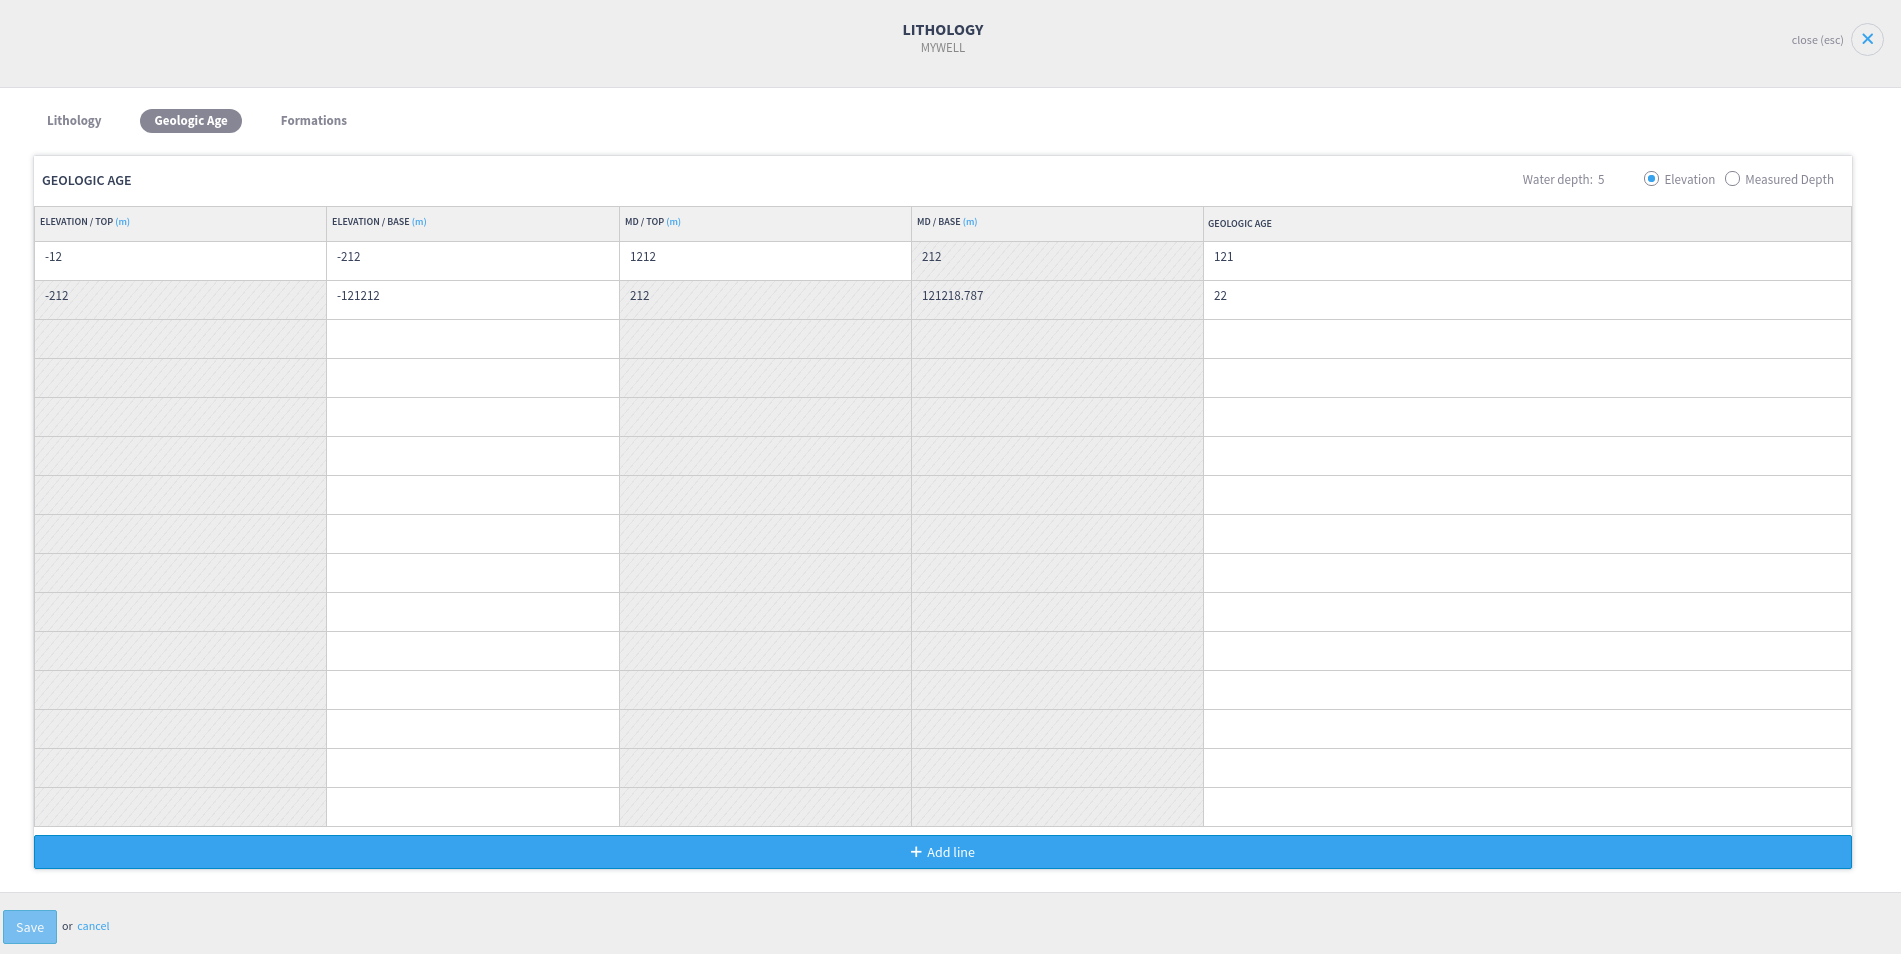 LITHOLOGY
MYWELL
close (esc)
Lithology Geologic Age Formations
GEOLOGIC AGE Water depth: 5 Elevation Measured Depth
ELEVATION / TOP (m) ELEVATION / BASE (m) MD / TOP (m) MD / BASE (m) GEOLOGIC AGE
-12 -212 1212 212 121
-212 -121212 212 121218.787 22
+ Add line
Save or cancel